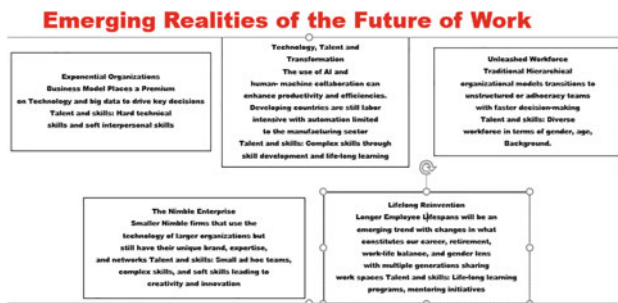 Emerging Realities of the Future of Work
Exponential Organizations
Business Model Places a Premium
on Technology and big data to drive key decisions
Talent and skills: Hard technical
skills and soft interpersonal skills
Technology, Talent and
Transformation
The use of AI and
human- machine collaboration can
enhance productivity and efficiencies.
Developing countries are still labor
intensive with automation limited
to the manufacturing sector
Talent and skills: Complex skills through
skill development and life-long learning
Unleashed Workforce
Traditional Hierarchical
organizational models transitions to
unstructured or adhocracy teams
with faster decision-making
Talent and skills: Diverse
workforce in terms of gender, age,
Background.
The Nimble Enterprise
Smaller Nimble firms that use the
technology of larger organizations but
still have their unique brand, expertise,
and networks Talent and skills: Small ad hoc teams,
complex skills, and soft skills leading to
creativity and innovation
Lifelong Reinvention
Longer Employee Lifespans will be an
emerging trend with changes in what
constitutes our career, retirement,
work-life balance, and gender lens
with multiple generations sharing
work spaces Talent and skills: Life-long learning
programs, mentoring initiatives